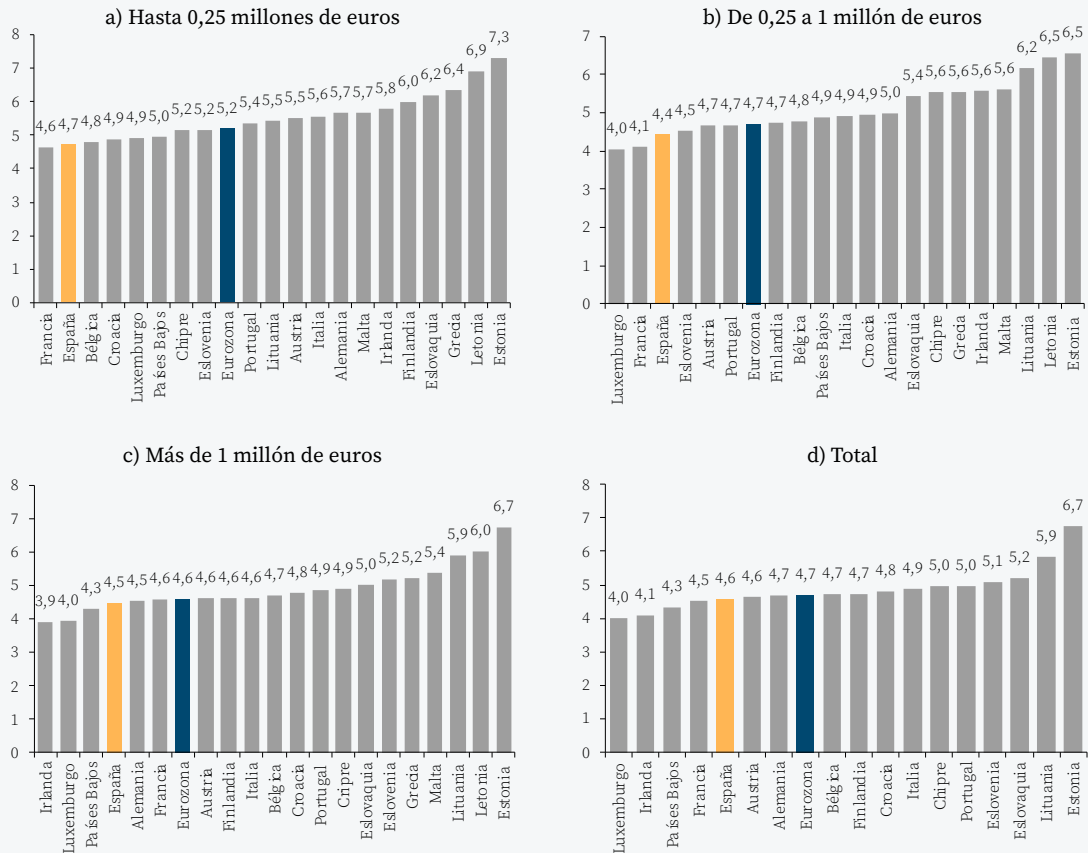 a) Hasta 0,25 millones de euros
8
7
6
5
4
3
2
1
0
4,6 4,7 4,8 4,9 4,9 5,0 5,2 5,2 5,2 5,4 5,5 5,5 5,6 5,7 5,7 5,8 6,0 6,2 6,4 6,9 7,3
Francia
España
Bélgica
Croacia
Luxemburgo
Países Bajos
Chipre
Eslovenia
Eurozona
Portugal
Lituania
Austria
Italia
Alemania
Malta
Irlanda
Finlandia
Eslovaquia
Grecia
Letonia
Estonia
b) De 0,25 a 1 millón de euros
7
6
5
4
3
2
1
0
4,0 4,1 4,4 4,5 4,7 4,7 4,7 4,7 4,8 4,9 4,9 4,9 5,0 5,4 5,6 5,6 5,6 5,6 6,2 6,5 6,5
Luxemburgo
Francia
España
Eslovenia
Austria
Portugal
Eurozona
Finlandia
Bélgica
Países Bajos
Italia
Croacia
Alemania
Eslovaquia
Chipre
Grecia
Irlanda
Malta
Lituania
Letonia
Estonia
c) Más de 1 millón de euros
8
7
6
5
4
3
2
1
0
3,9 4,0 4,3 4,5 4,5 4,6 4,6 4,6 4,6 4,6 4,7 4,8 4,9 4,9 5,0 5,2 5,2 5,4 5,9 6,0 6,7
Irlanda
Luxemburgo
Países Bajos
España
Alemania
Francia
Eurozona
Austria
Finlandia
Italia
Bélgica
Croacia
Portugal
Cripre
Eslovaquia
Eslovenia
Grecia
Malta
Lituania
Letonia
Estonia
d) Total
8
7
6
5
4
3
2
1
0
4,0 4,1 4,3 4,5 4,6 4,6 4,7 4,7 4,7 4,7 4,8 4,9 5,0 5,0 5,1 5,2 5,9 6,7
Luxemburgo
Irlanda
Países Bajos
Francia
España
Austria
Alemania
Eurozona
Bélgica
Finlandia
Croacia
Italia
Chipre
Portugal
Eslovenia
Eslovaquia
Lituania
Estonia